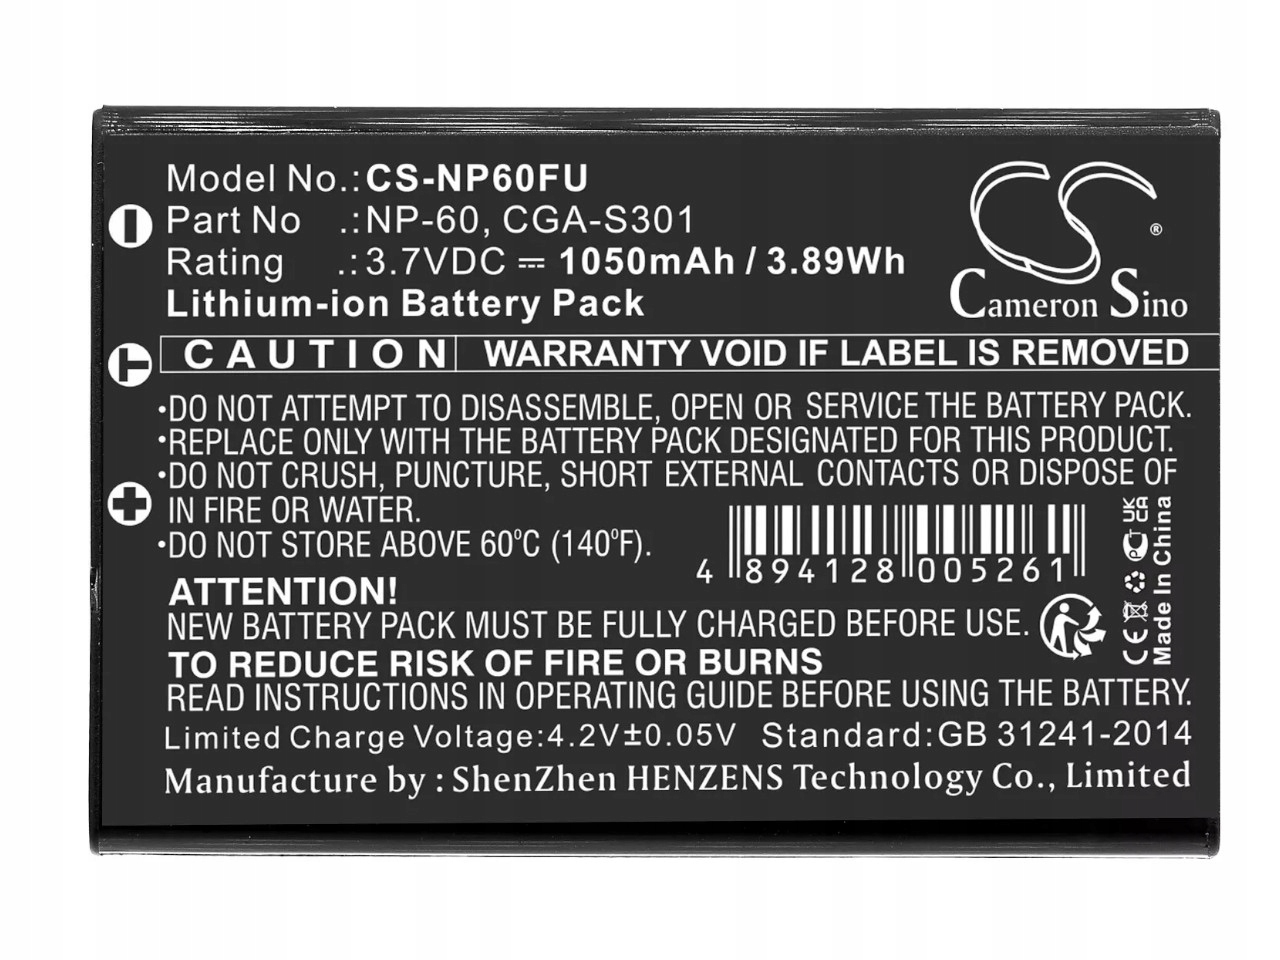 Model No.:CS-NP60FU
Part No .:NP-60, CGA-S301
Rating .:3.7VDC ⎓ 1050mAh / 3.89Wh
Lithium-ion Battery Pack
CS®
Cameron Sino
CAUTION WARRANTY VOID IF LABEL IS REMOVED
•DO NOT ATTEMPT TO DISASSEMBLE, OPEN OR SERVICE THE BATTERY PACK.
•REPLACE ONLY WITH THE BATTERY PACK DESIGNATED FOR THIS PRODUCT.
•DO NOT CRUSH, PUNCTURE, SHORT EXTERNAL CONTACTS OR DISPOSE OF
IN FIRE OR WATER.
•DO NOT STORE ABOVE 60°C (140°F).
4 894128 005261
CE UKCA
Made In China
ATTENTION!
NEW BATTERY PACK MUST BE FULLY CHARGED BEFORE USE.
TO REDUCE RISK OF FIRE OR BURNS
READ INSTRUCTIONS IN OPERATING GUIDE BEFORE USING THE BATTERY.
Limited Charge Voltage:4.2V±0.05V Standard:GB 31241-2014
Manufacture by : ShenZhen HENZENS Technology Co., Limited